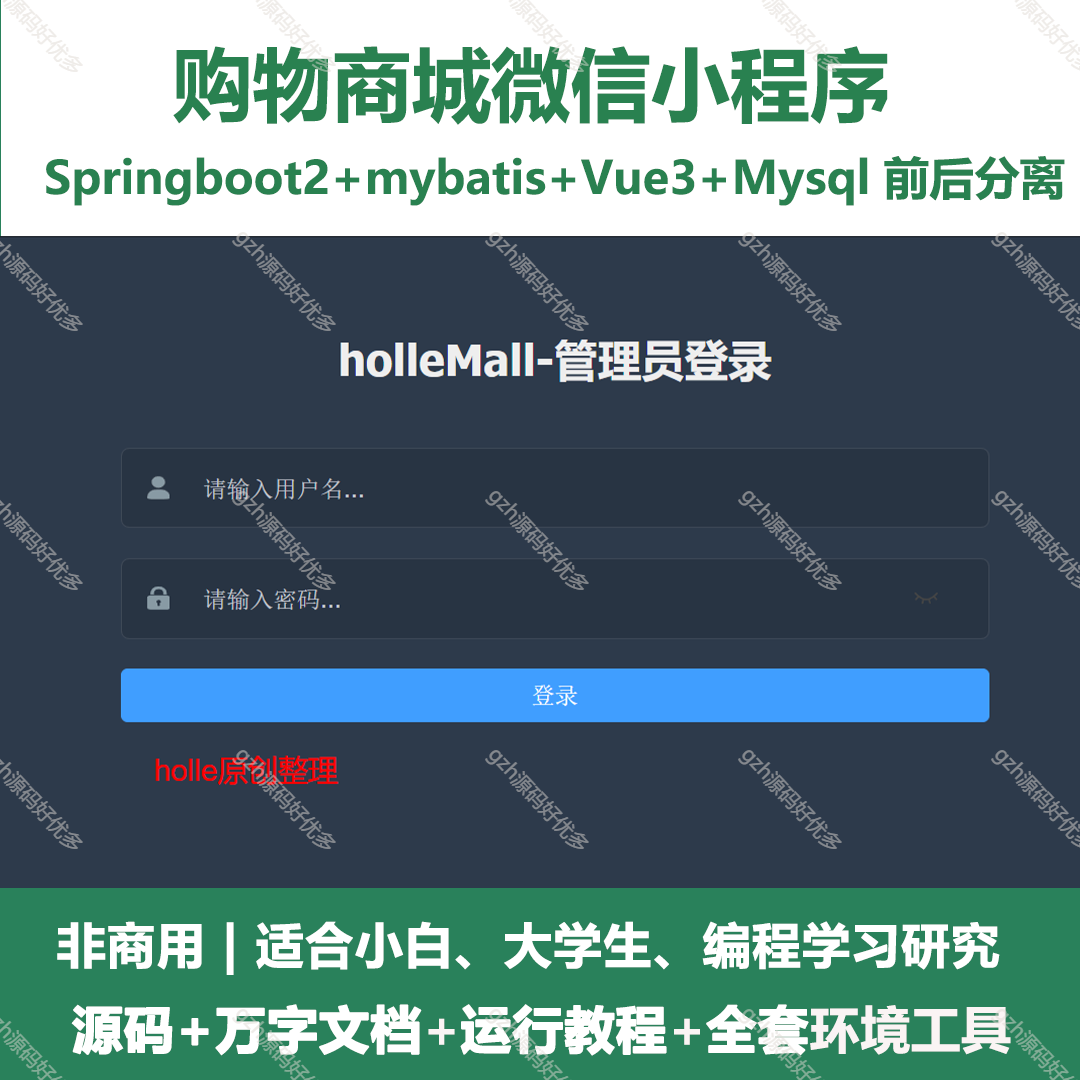 购物商城微信小程序
Springboot2+mybatis+Vue3+Mysql 前后分离
holleMall-管理员登录
请输入用户名...
请输入密码...
登录
holle原创整理
非商用 | 适合小白、大学生、编程学习研究
源码+万字文档+运行教程+全套环境工具
gzh源码好优多